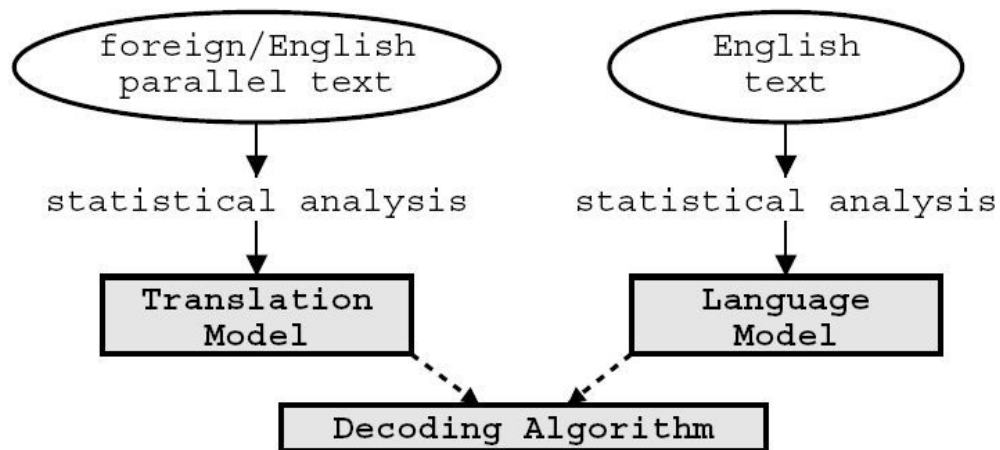 foreign/English
parallel text
English
text
statistical analysis
statistical analysis
Translation
Model
Language
Model
Decoding Algorithm